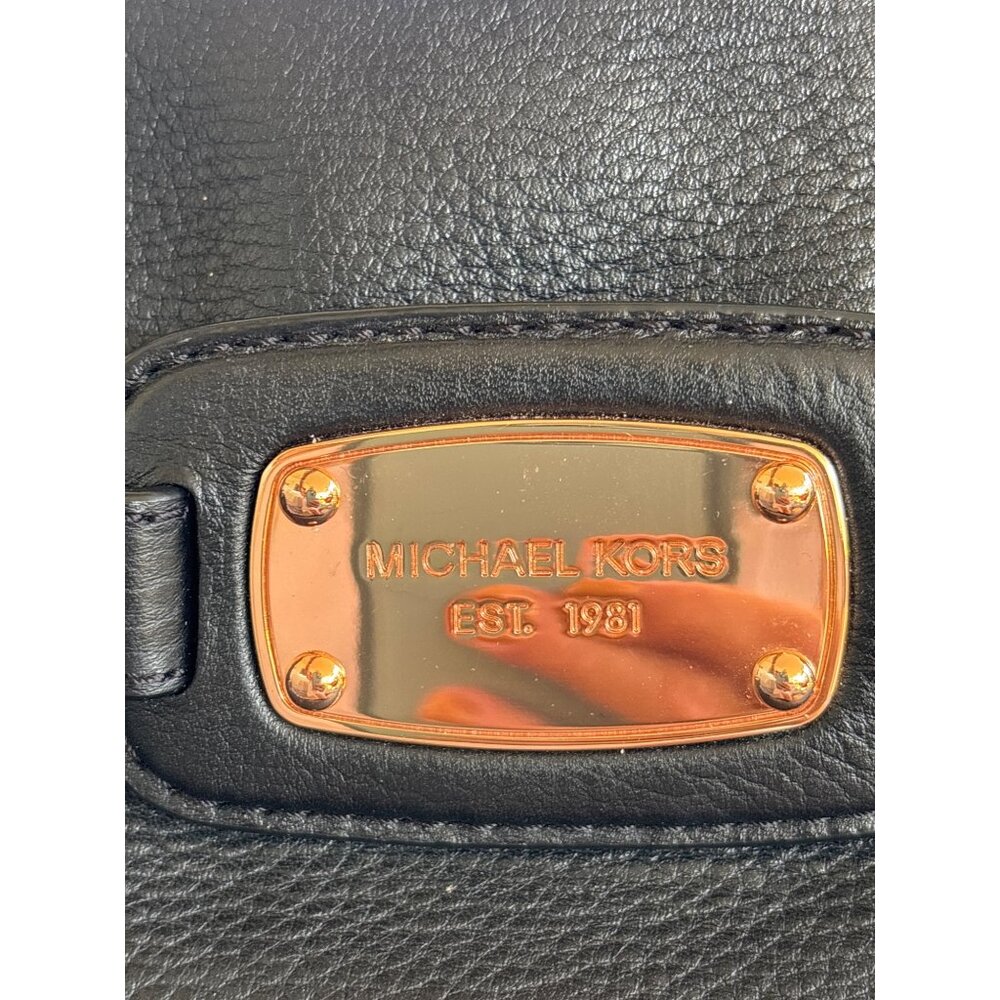 MICHAEL KORS
EST. 1981